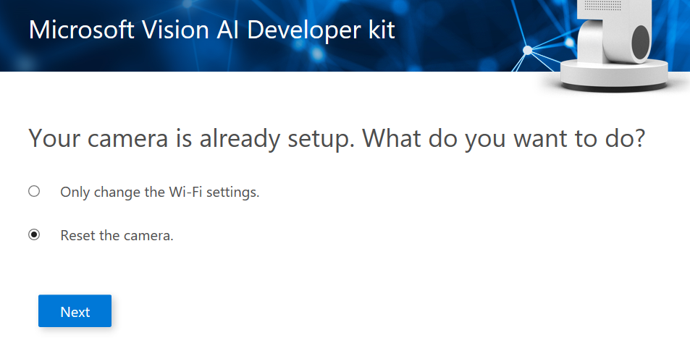 Microsoft Vision AI Developer kit
Your camera is already setup. What do you want to do?
Only change the Wi-Fi settings.
Reset the camera.
Next